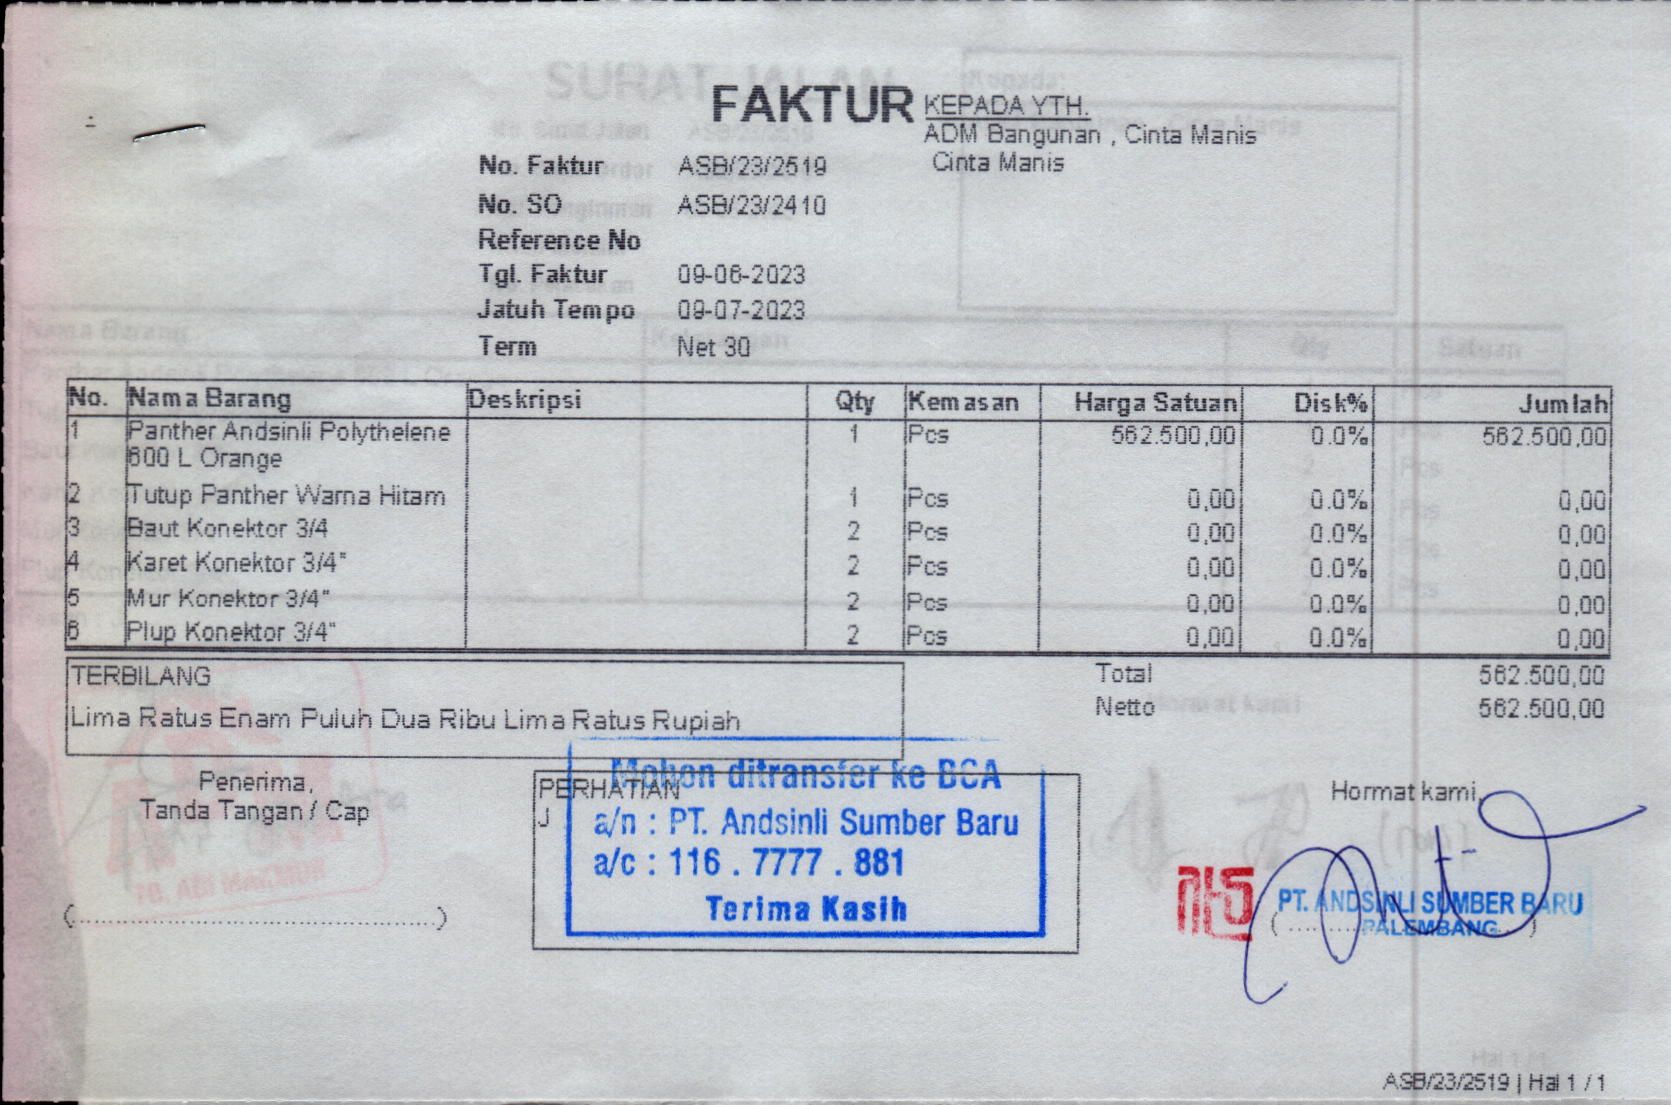 FAKTUR
KEPADA YTH.
ADM Bangunan , Cinta Manis
Cinta Manis
No. Faktur ASB/23/2519
No. SO ASB/23/2410
Reference No
Tgl. Faktur 09-06-2023
Jatuh Tempo 09-07-2023
Term Net 30
No. Nama Barang Deskripsi Qty Kemasan Harga Satuan Disk% Jumlah
1 Panther Andsinli Polythelene 1 Pcs 562.500,00 0.0% 562.500,00
600 L Orange
2 Tutup Panther Warna Hitam 1 Pcs 0,00 0.0% 0,00
3 Baut Konektor 3/4 2 Pcs 0,00 0.0% 0,00
4 Karet Konektor 3/4" 2 Pcs 0,00 0.0% 0,00
5 Mur Konektor 3/4" 2 Pcs 0,00 0.0% 0,00
6 Plup Konektor 3/4" 2 Pcs 0,00 0.0% 0,00
TERBILANG
Lima Ratus Enam Puluh Dua Ribu Lima Ratus Rupiah
Total 562.500,00
Netto 562.500,00
Penerima,
Tanda Tangan / Cap
PERHATIAN
J
Mohon ditransfer ke BCA
a/n : PT. Andsinli Sumber Baru
a/c : 116 . 7777 . 881
Terima Kasih
Hormat kami,
PT. ANDSINLI SUMBER BARU
PALEMBANG
ASB/23/2519 | Hal 1 / 1